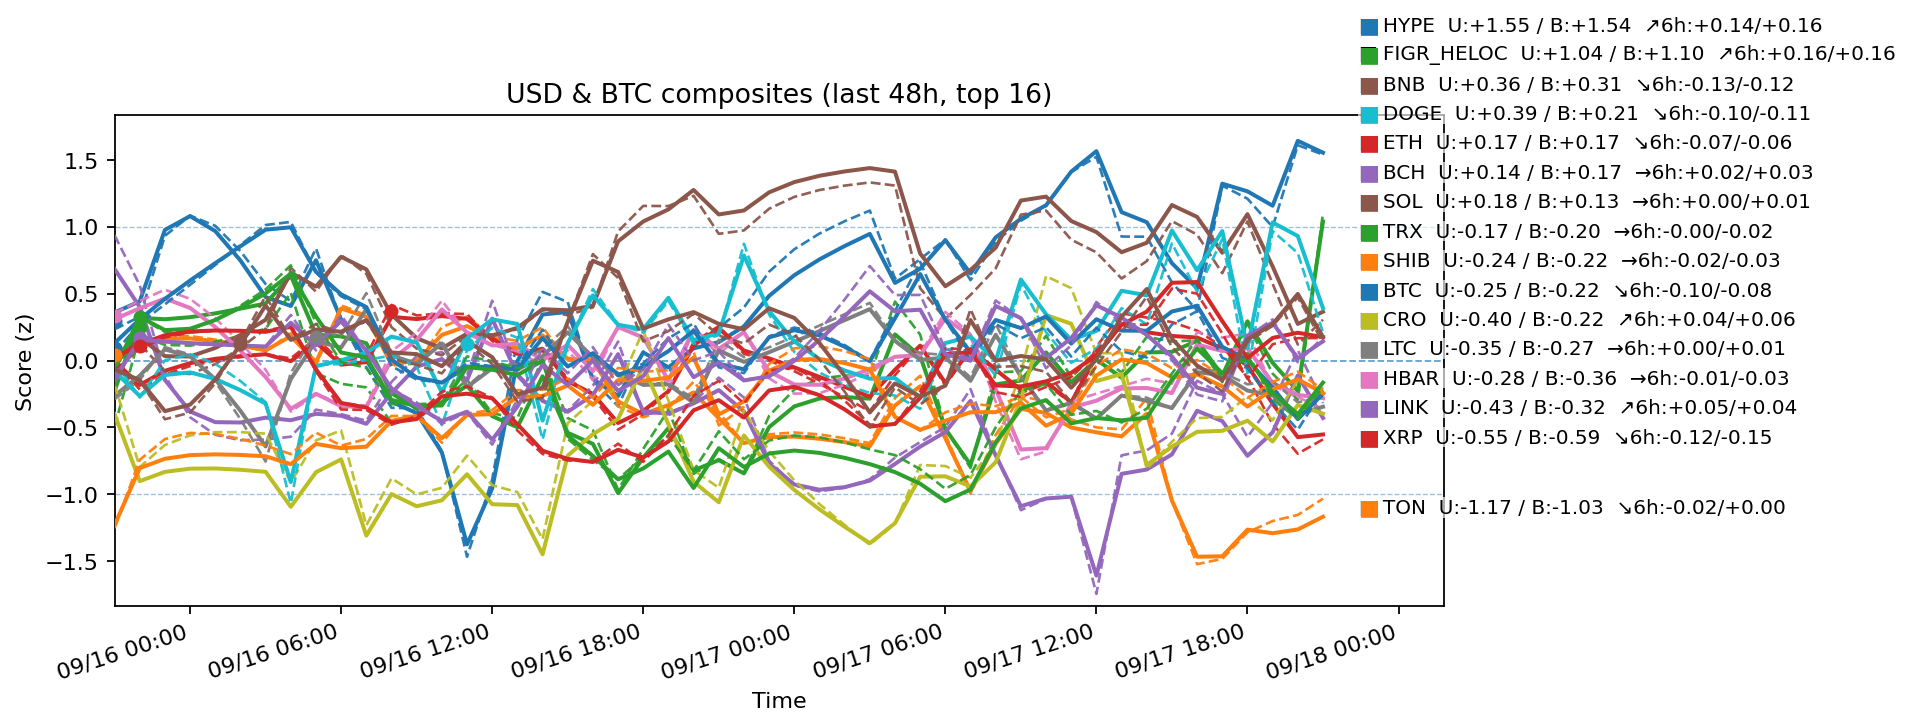 HYPE  U:+1.55 / B:+1.54  ↗6h:+0.14/+0.16
FIGR_HELOC  U:+1.04 / B:+1.10  ↗6h:+0.16/+0.16
BNB  U:+0.36 / B:+0.31  ↘6h:-0.13/-0.12
DOGE  U:+0.39 / B:+0.21  ↘6h:-0.10/-0.11
ETH  U:+0.17 / B:+0.17  ↘6h:-0.07/-0.06
BCH  U:+0.14 / B:+0.17  →6h:+0.02/+0.03
SOL  U:+0.18 / B:+0.13  →6h:+0.00/+0.01
TRX  U:-0.17 / B:-0.20  →6h:-0.00/-0.02
SHIB  U:-0.24 / B:-0.22  →6h:-0.02/-0.03
BTC  U:-0.25 / B:-0.22  ↘6h:-0.10/-0.08
CRO  U:-0.40 / B:-0.22  ↗6h:+0.04/+0.06
LTC  U:-0.35 / B:-0.27  →6h:+0.00/+0.01
HBAR  U:-0.28 / B:-0.36  →6h:-0.01/-0.03
LINK  U:-0.43 / B:-0.32  ↗6h:+0.05/+0.04
XRP  U:-0.55 / B:-0.59  ↘6h:-0.12/-0.15
TON  U:-1.17 / B:-1.03  ↘6h:-0.02/+0.00
USD & BTC composites (last 48h, top 16)
Score (z)
1.5
1.0
0.5
0.0
−0.5
−1.0
−1.5
09/16 00:00
09/16 06:00
09/16 12:00
09/16 18:00
09/17 00:00
09/17 06:00
09/17 12:00
09/17 18:00
09/18 00:00
Time